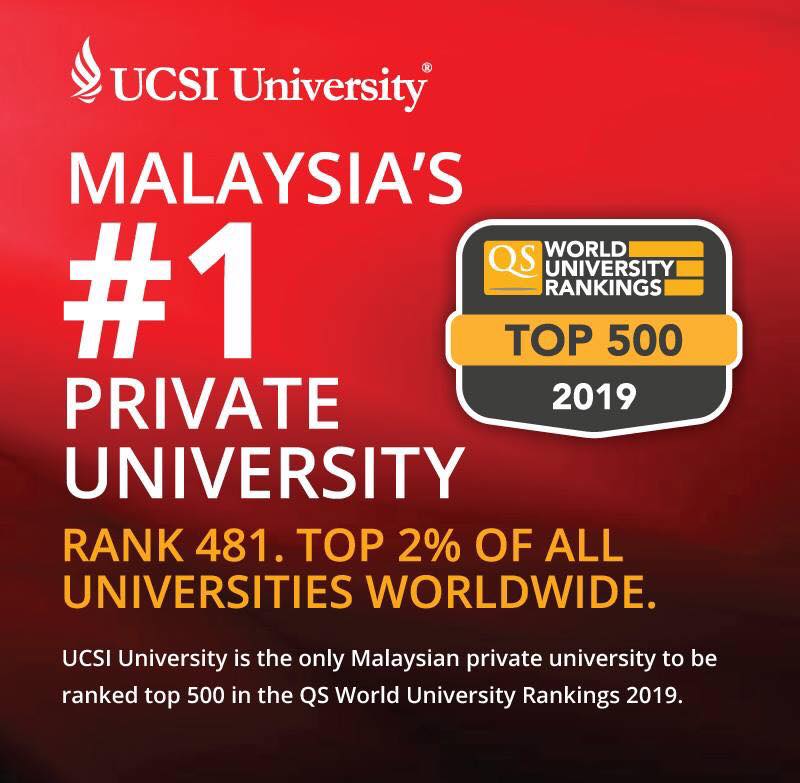 UCSI University®
MALAYSIA'S
#1
PRIVATE
UNIVERSITY
QS WORLD
UNIVERSITY
RANKINGS
TOP 500
2019
RANK 481. TOP 2% OF ALL
UNIVERSITIES WORLDWIDE.
UCSI University is the only Malaysian private university to be
ranked top 500 in the QS World University Rankings 2019.